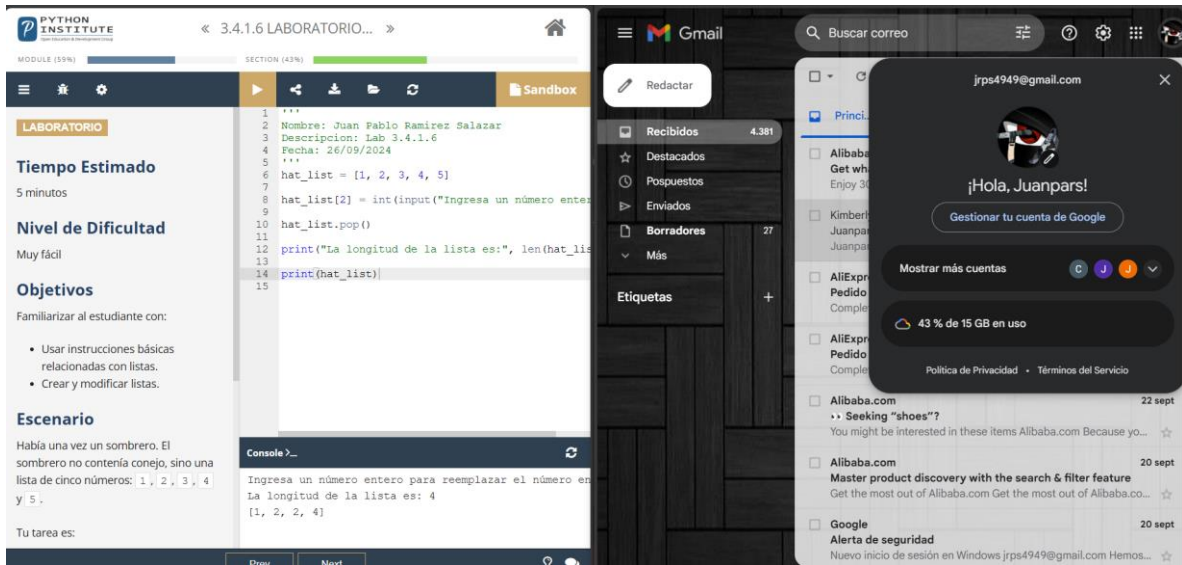 PYTHON
INSTITUTE
Open Education & Development Group
« 3.4.1.6 LABORATORIO... »
MODULE (59%)
SECTION (43%)
Sandbox
LABORATORIO
Tiempo Estimado
5 minutos
Nivel de Dificultad
Muy fácil
Objetivos
Familiarizar al estudiante con:
• Usar instrucciones básicas
relacionadas con listas.
• Crear y modificar listas.
Escenario
Había una vez un sombrero. El
sombrero no contenía conejo, sino una
lista de cinco números: 1 , 2 , 3 , 4
y 5 .
Tu tarea es:
1 '''
2 Nombre: Juan Pablo Ramirez Salazar
3 Descripcion: Lab 3.4.1.6
4 Fecha: 26/09/2024
5 '''
6 hat_list = [1, 2, 3, 4, 5]
7
8 hat_list[2] = int(input("Ingresa un número enter
9
10 hat_list.pop()
11
12 print("La longitud de la lista es:", len(hat_lis
13
14 print(hat_list)
15
Console >_
Ingresa un número entero para reemplazar el número en
La longitud de la lista es: 4
[1, 2, 2, 4]
Prev
Next
Gmail
Buscar correo
Redactar
Recibidos 4.381
Destacados
Pospuestos
Enviados
Borradores 27
Más
Etiquetas +
Princi...
Alibaba
Get wh
Enjoy 30
Kimberl
Juanpar
Juanpar
AliExpr
Pedido
Comple
AliExpr
Pedido
Comple
jrps4949@gmail.com
¡Hola, Juanpars!
Gestionar tu cuenta de Google
Mostrar más cuentas C J J
43 % de 15 GB en uso
Política de Privacidad • Términos del Servicio
Alibaba.com 22 sept
Seeking “shoes”?
You might be interested in these items Alibaba.com Because yo...
Alibaba.com 20 sept
Master product discovery with the search & filter feature
Get the most out of Alibaba.com Get the most out of Alibaba.co...
Google 20 sept
Alerta de seguridad
Nuevo inicio de sesión en Windows jrps4949@gmail.com Hemos...